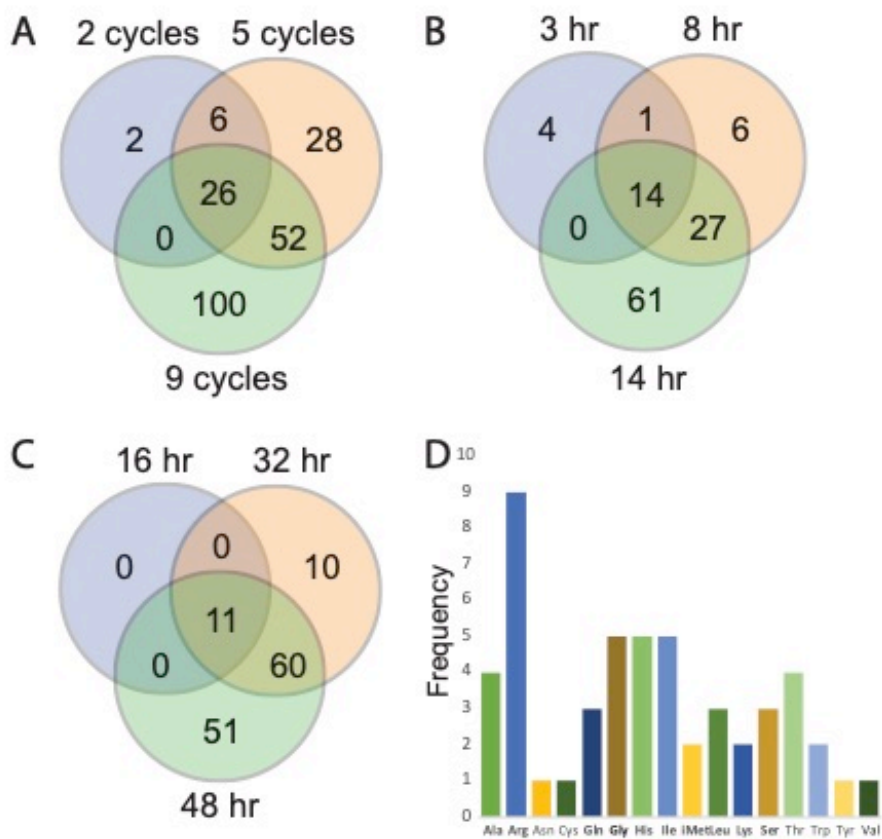 A
2 cycles 5 cycles
2 6 28
26
0 52
100
9 cycles
B
3 hr 8 hr
4 1 6
14
0 27
61
14 hr
C
16 hr 32 hr
0 0 10
11
0 60
51
48 hr
D
Frequency
10
9
8
7
6
5
4
3
2
1
0
Ala Arg Asn Cys Gln Gly His Ile iMet Leu Lys Ser Thr Trp Tyr Val